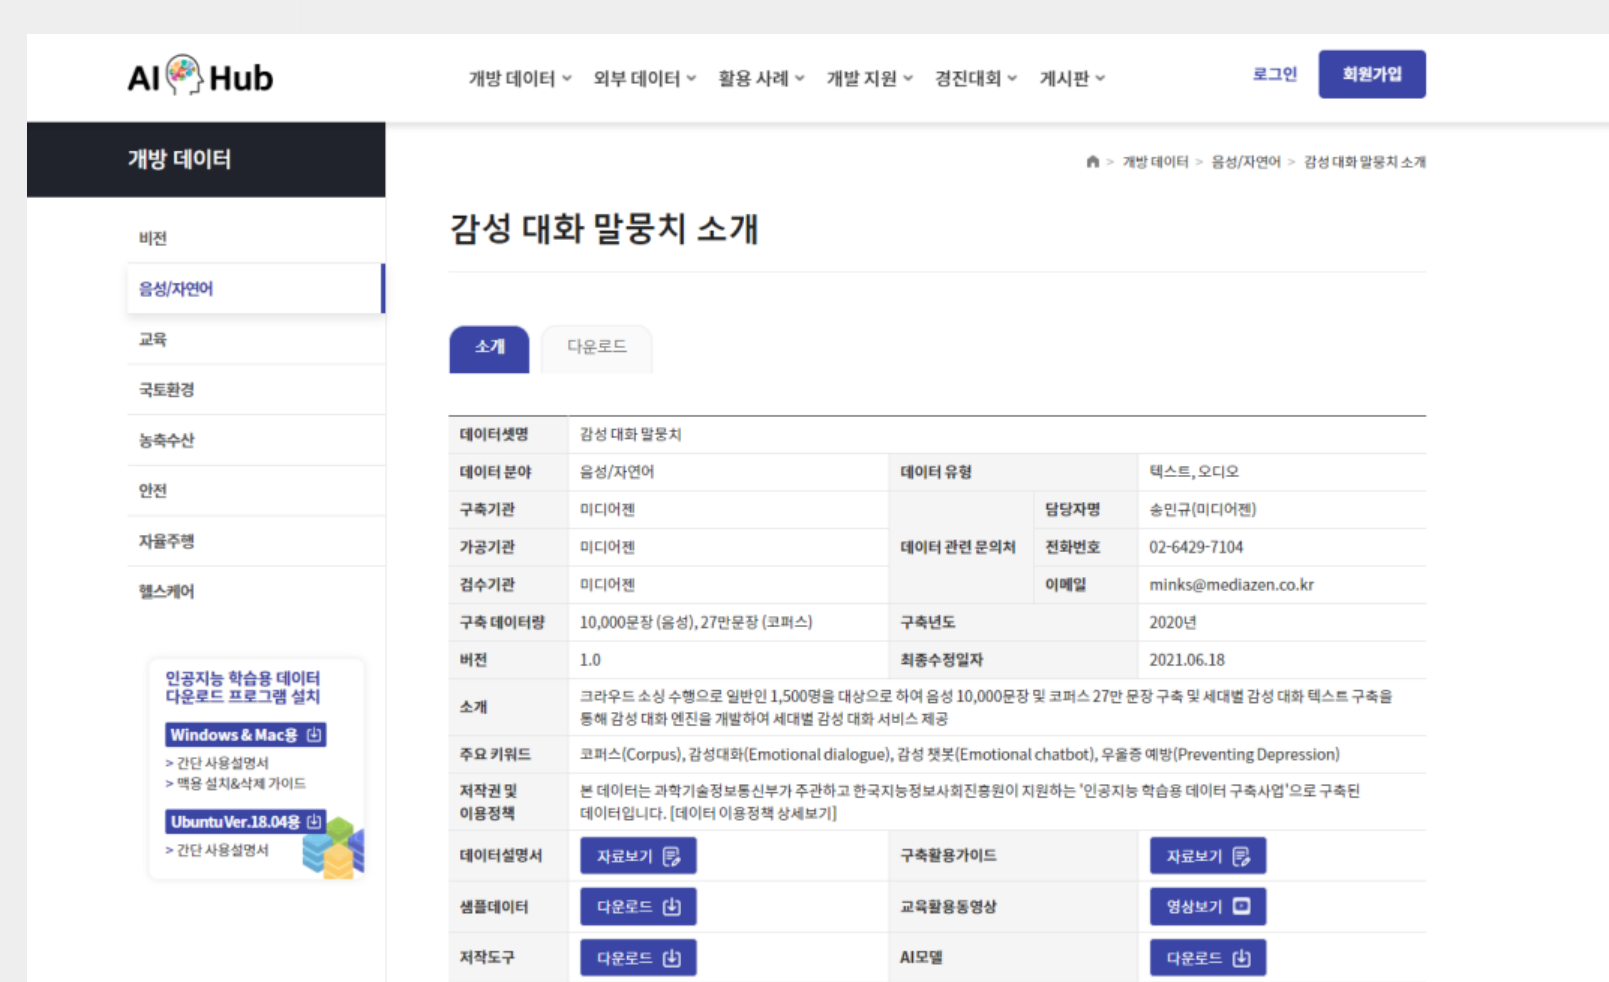 AI Hub
개방 데이터 외부 데이터 활용 사례 개발 지원 경진대회 게시판
로그인 회원가입
개방 데이터
비전
음성/자연어
교육
국토환경
농축수산
안전
자율주행
헬스케어
인공지능 학습용 데이터
다운로드 프로그램 설치
Windows & Mac용
> 간단 사용설명서
> 맥용 설치&삭제 가이드
Ubuntu Ver.18.04용
> 간단 사용설명서
> 개방 데이터 > 음성/자연어 > 감성 대화 말뭉치 소개
감성 대화 말뭉치 소개
소개 다운로드
데이터셋명 감성 대화 말뭉치
데이터 분야 음성/자연어 데이터 유형 텍스트, 오디오
구축기관 미디어젠 담당자명 송민규(미디어젠)
가공기관 미디어젠 데이터 관련 문의처 전화번호 02-6429-7104
검수기관 미디어젠 이메일 minks@mediazen.co.kr
구축 데이터량 10,000문장 (음성), 27만문장 (코퍼스) 구축년도 2020년
버전 1.0 최종수정일자 2021.06.18
소개 크라우드 소싱 수행으로 일반인 1,500명을 대상으로 하여 음성 10,000문장 및 코퍼스 27만 문장 구축 및 세대별 감성 대화 텍스트 구축을
통해 감성 대화 엔진을 개발하여 세대별 감성 대화 서비스 제공
주요 키워드 코퍼스(Corpus), 감성대화(Emotional dialogue), 감성 챗봇(Emotional chatbot), 우울증 예방(Preventing Depression)
저작권 및
이용정책
본 데이터는 과학기술정보통신부가 주관하고 한국지능정보사회진흥원이 지원하는 '인공지능 학습용 데이터 구축사업'으로 구축된
데이터입니다. [데이터 이용정책 상세보기]
데이터설명서 자료보기 구축활용가이드 자료보기
샘플데이터 다운로드 교육활용동영상 영상보기
저작도구 다운로드 AI모델 다운로드